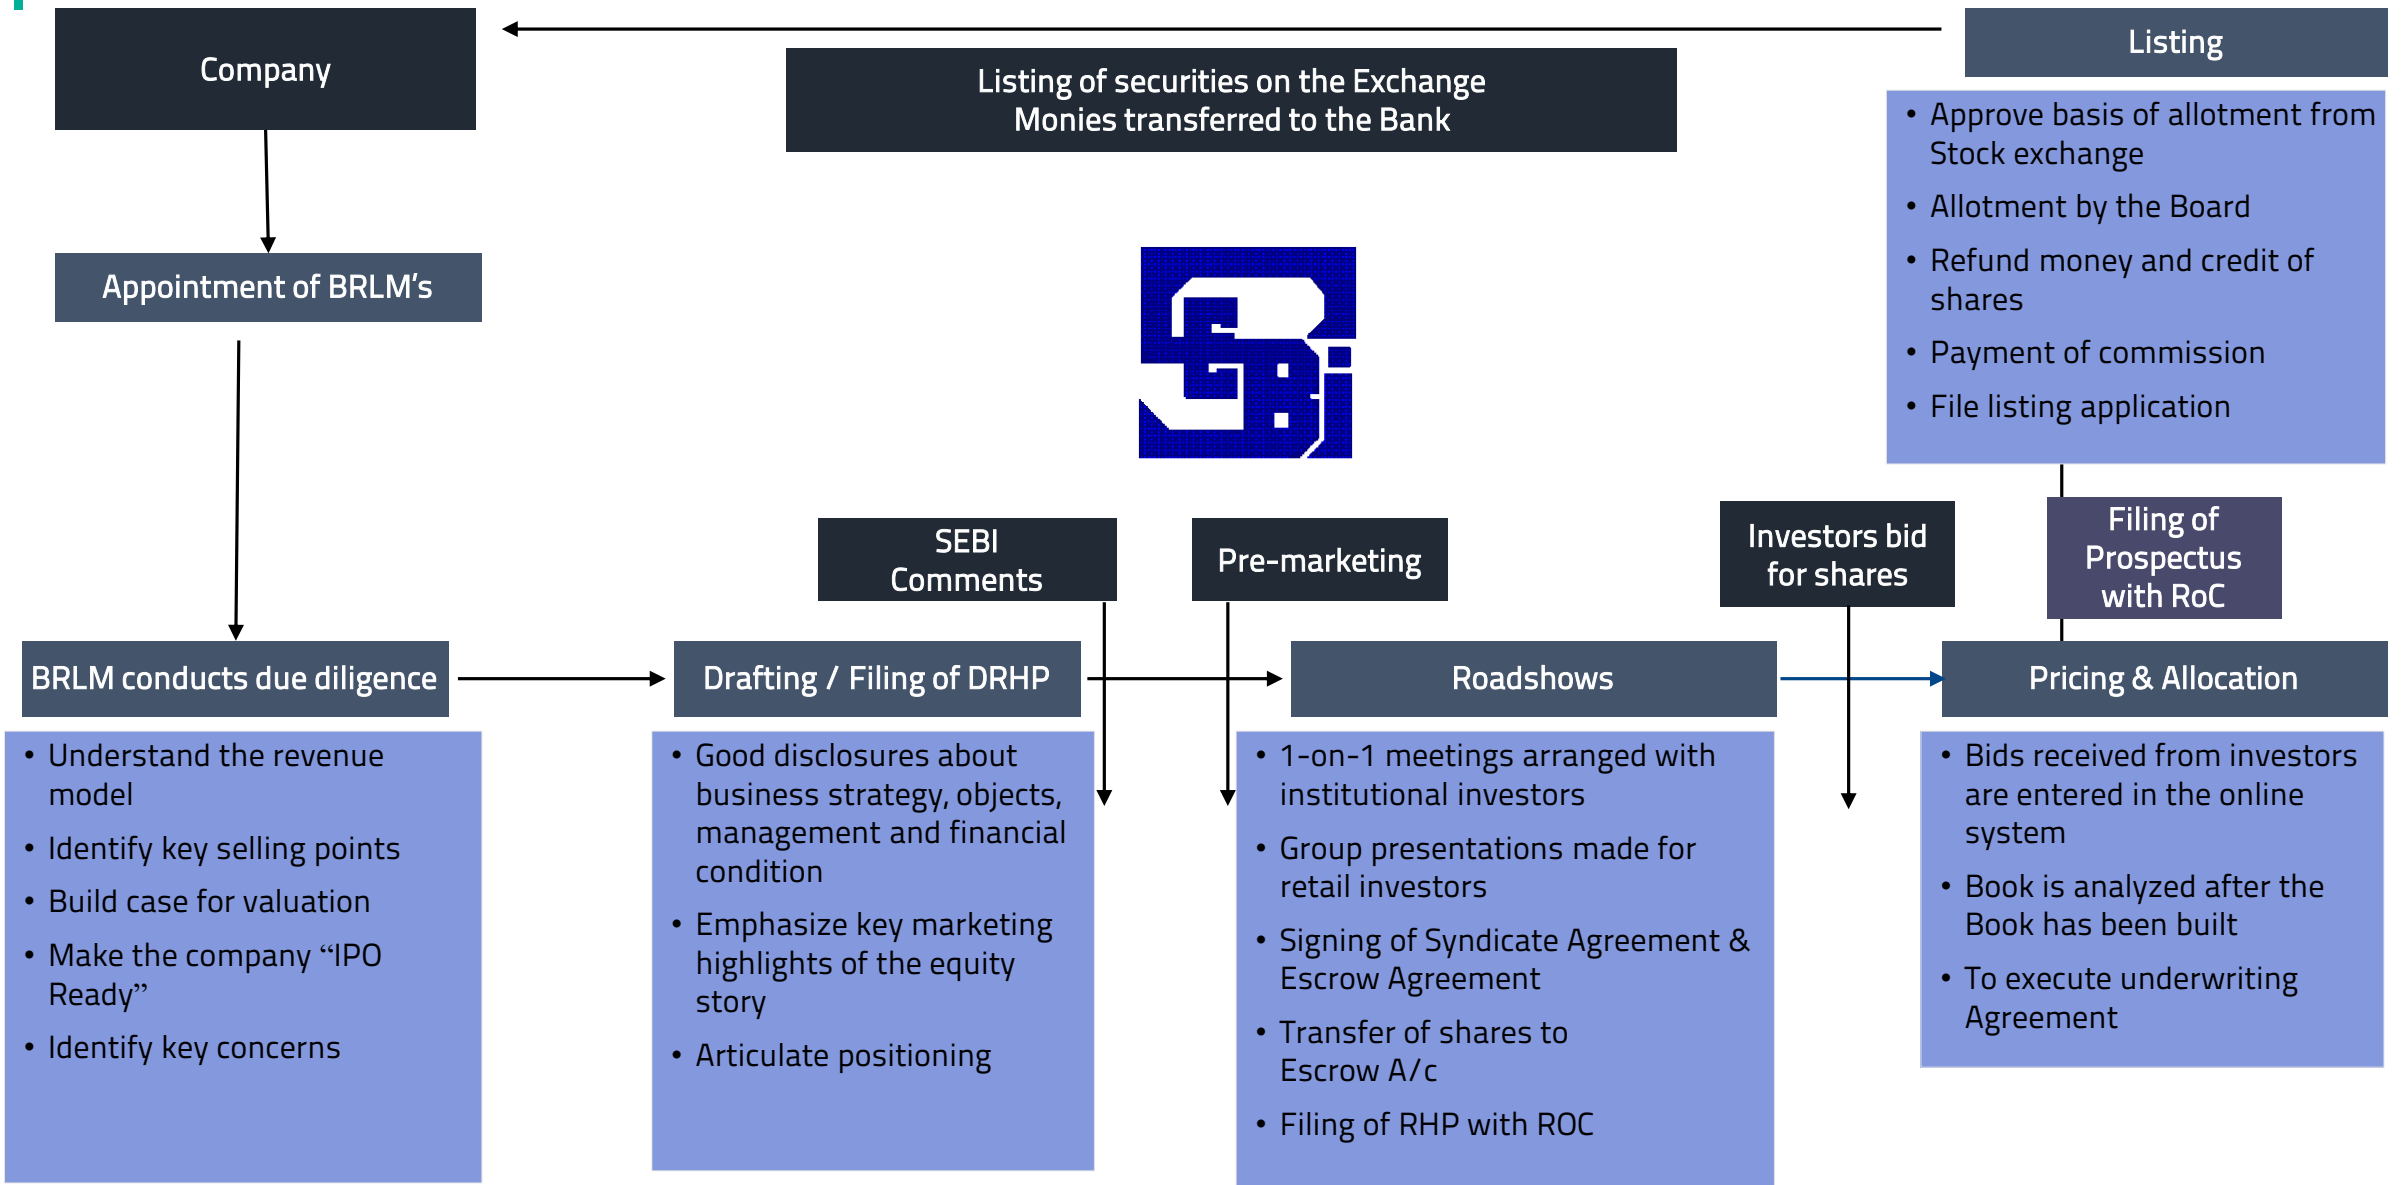 Company
Listing of securities on the Exchange
Monies transferred to the Bank
Listing
• Approve basis of allotment from
Stock exchange
• Allotment by the Board
• Refund money and credit of
shares
• Payment of commission
• File listing application
Appointment of BRLM’s
SEBi
SEBI
Comments
Pre-marketing
Investors bid
for shares
Filing of
Prospectus
with RoC
BRLM conducts due diligence
• Understand the revenue
model
• Identify key selling points
• Build case for valuation
• Make the company “IPO
Ready”
• Identify key concerns
Drafting / Filing of DRHP
• Good disclosures about
business strategy, objects,
management and financial
condition
• Emphasize key marketing
highlights of the equity
story
• Articulate positioning
Roadshows
• 1-on-1 meetings arranged with
institutional investors
• Group presentations made for
retail investors
• Signing of Syndicate Agreement &
Escrow Agreement
• Transfer of shares to
Escrow A/c
• Filing of RHP with ROC
Pricing & Allocation
• Bids received from investors
are entered in the online
system
• Book is analyzed after the
Book has been built
• To execute underwriting
Agreement